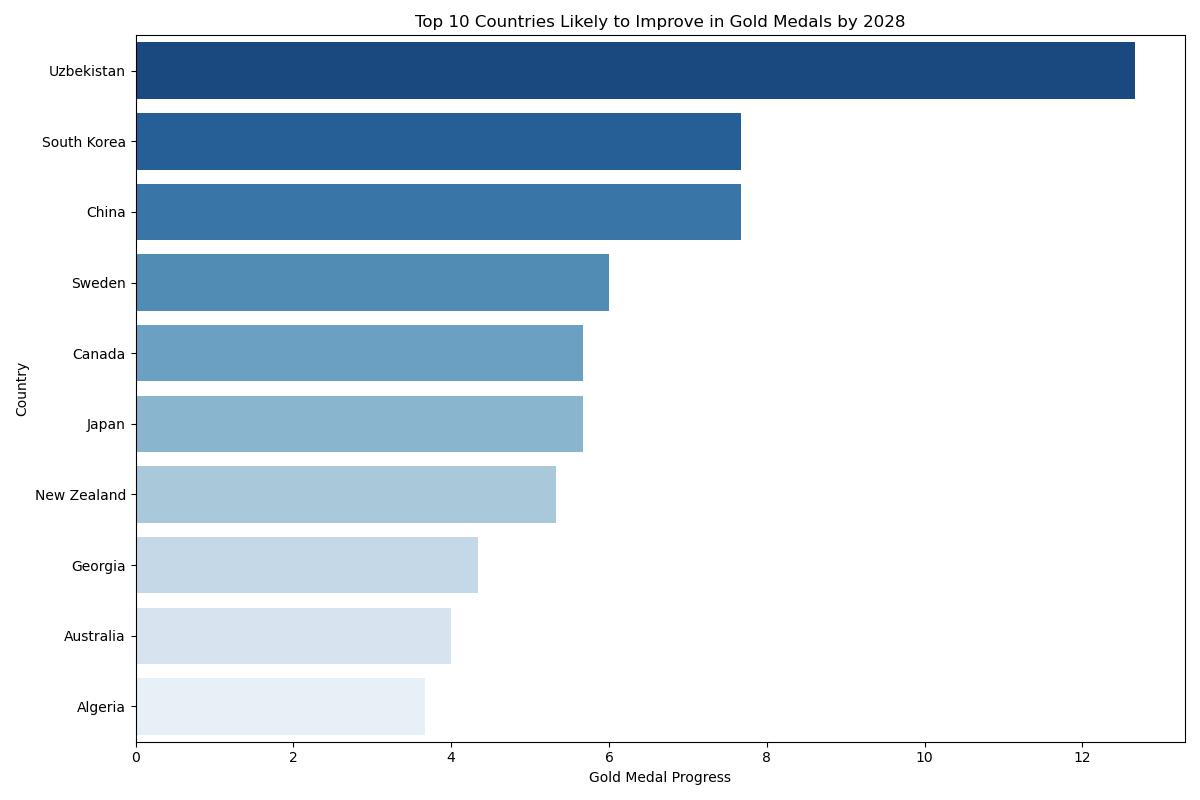 Top 10 Countries Likely to Improve in Gold Medals by 2028
Country
Uzbekistan
South Korea
China
Sweden
Canada
Japan
New Zealand
Georgia
Australia
Algeria
0 2 4 6 8 10 12
Gold Medal Progress